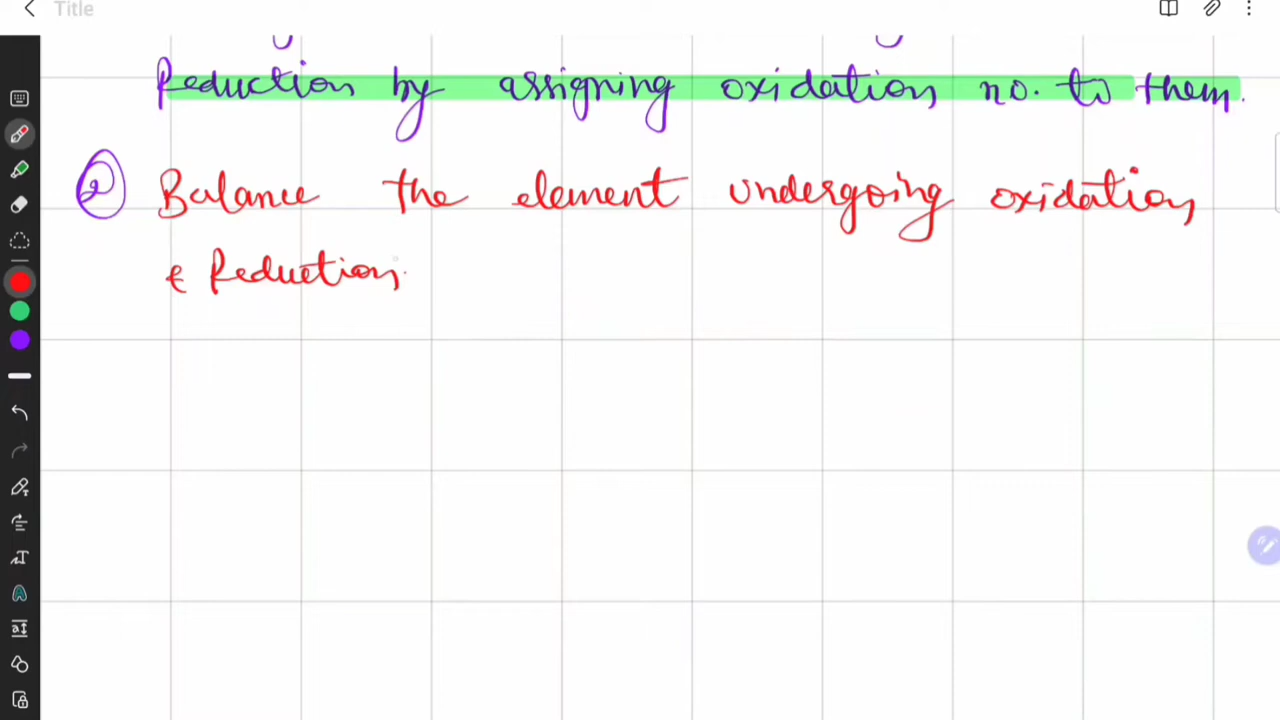 Title
Reduction by assigning oxidation no. to them.
② Balance the element undergoing oxidation
& Reduction.